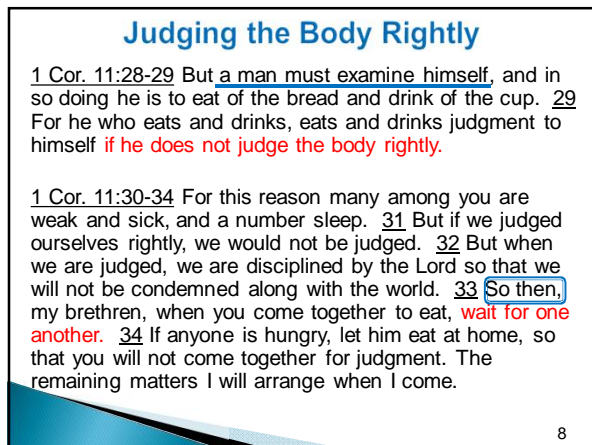 Judging the Body Rightly
1 Cor. 11:28-29 But a man must examine himself, and in
so doing he is to eat of the bread and drink of the cup. 29
For he who eats and drinks, eats and drinks judgment to
himself if he does not judge the body rightly.
1 Cor. 11:30-34 For this reason many among you are
weak and sick, and a number sleep. 31 But if we judged
ourselves rightly, we would not be judged. 32 But when
we are judged, we are disciplined by the Lord so that we
will not be condemned along with the world. 33 So then,
my brethren, when you come together to eat, wait for one
another. 34 If anyone is hungry, let him eat at home, so
that you will not come together for judgment. The
remaining matters I will arrange when I come.
8